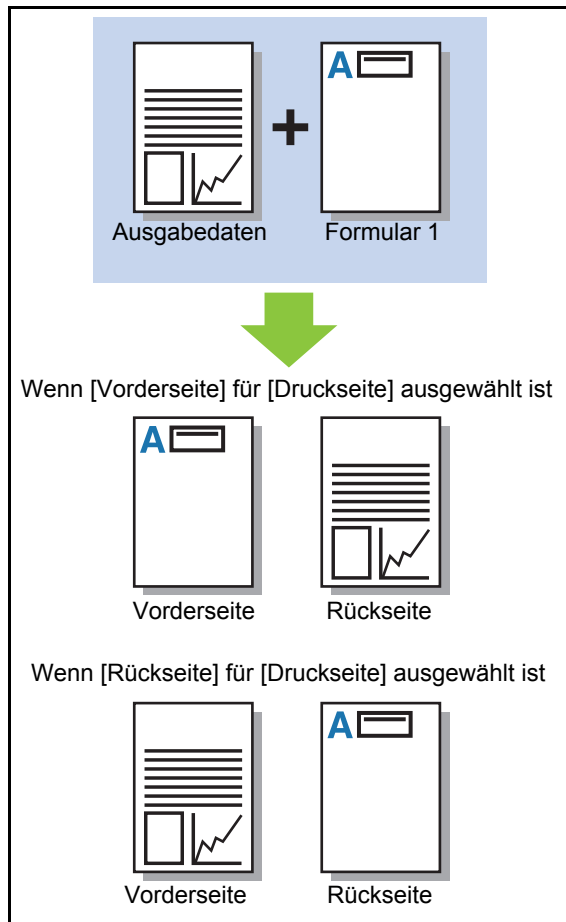 A
Ausgabedaten Formular 1
Wenn [Vorderseite] für [Druckseite] ausgewählt ist
A
Vorderseite Rückseite
Wenn [Rückseite] für [Druckseite] ausgewählt ist
A
Vorderseite Rückseite